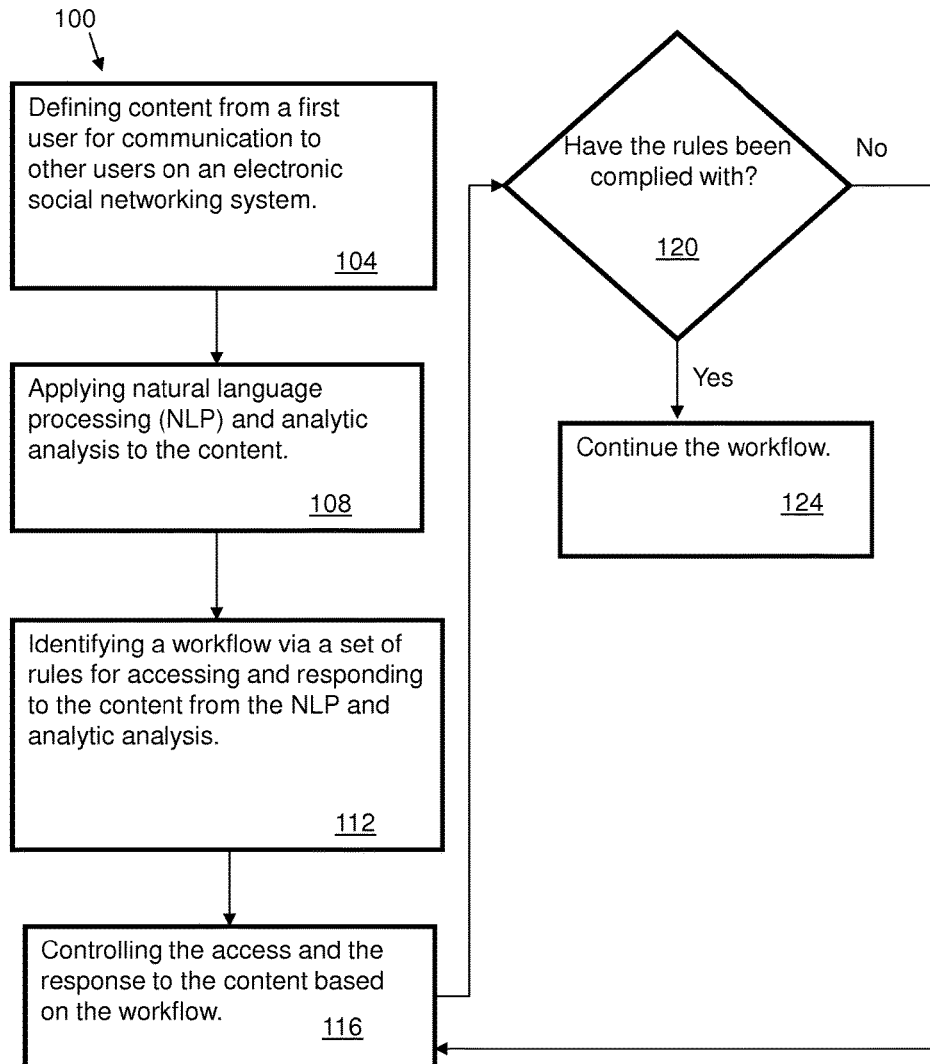 100
Defining content from a first
user for communication to
other users on an electronic
social networking system.
104
Applying natural language
processing (NLP) and analytic
analysis to the content.
108
Identifying a workflow via a set of
rules for accessing and responding
to the content from the NLP and
analytic analysis.
112
Controlling the access and the
response to the content based
on the workflow.
116
Have the rules been
complied with?
120
No
Yes
Continue the workflow.
124